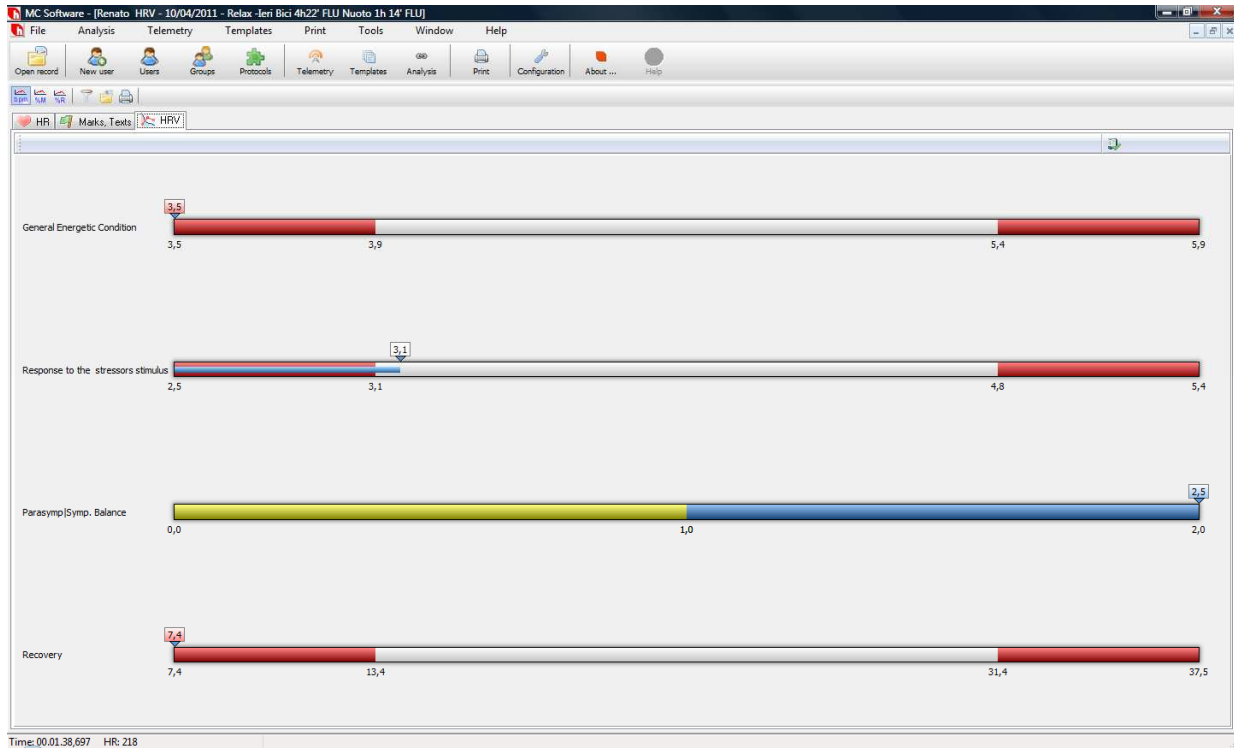 MC Software - [Renato HRV - 10/04/2011 - Relax -Ieri Bici 4h22' FLU Nuoto 1h 14' FLU]
File Analysis Telemetry Templates Print Tools Window Help
Open record New user Users Groups Protocols Telemetry Templates Analysis Print Configuration About ... Help
bpm %M %R
HR Marks, Texts HRV
3,5
General Energetic Condition
3,5 3,9 5,4 5,9
3,1
Response to the stressors stimulus
2,5 3,1 4,8 5,4
2,5
Parasymp|Symp. Balance
0,0 1,0 2,0
7,4
Recovery
7,4 13,4 31,4 37,5
Time: 00.01.38,697 HR: 218